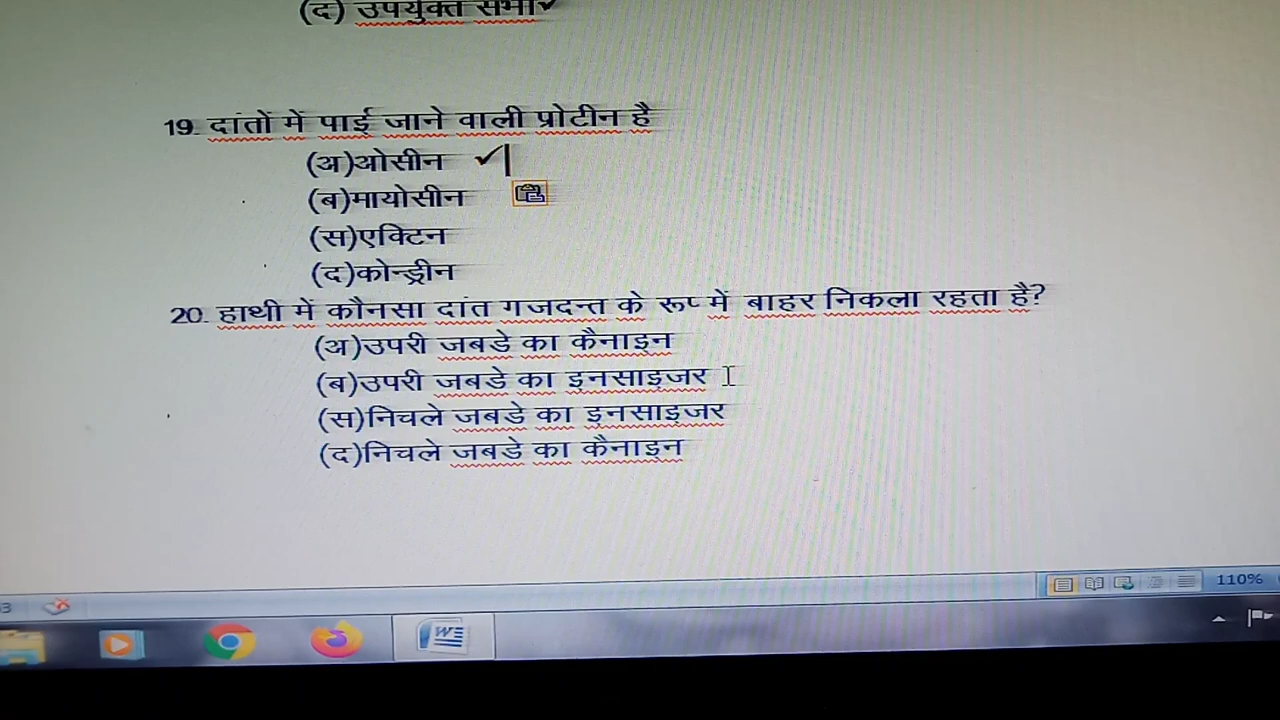 (द) उपर्युक्त सभी✓
19. दांतों में पाई जाने वाली प्रोटीन है
(अ)ओसीन ✓
(ब)मायोसीन
(स)एक्टिन
(द)कोन्ड्रीन
20. हाथी में कौनसा दांत गजदन्त के रूप में बाहर निकला रहता है?
(अ)उपरी जबडे का कैनाइन
(ब)उपरी जबडे का इनसाइजर
(स)निचले जबडे का इनसाइजर
(द)निचले जबडे का कैनाइन
110%